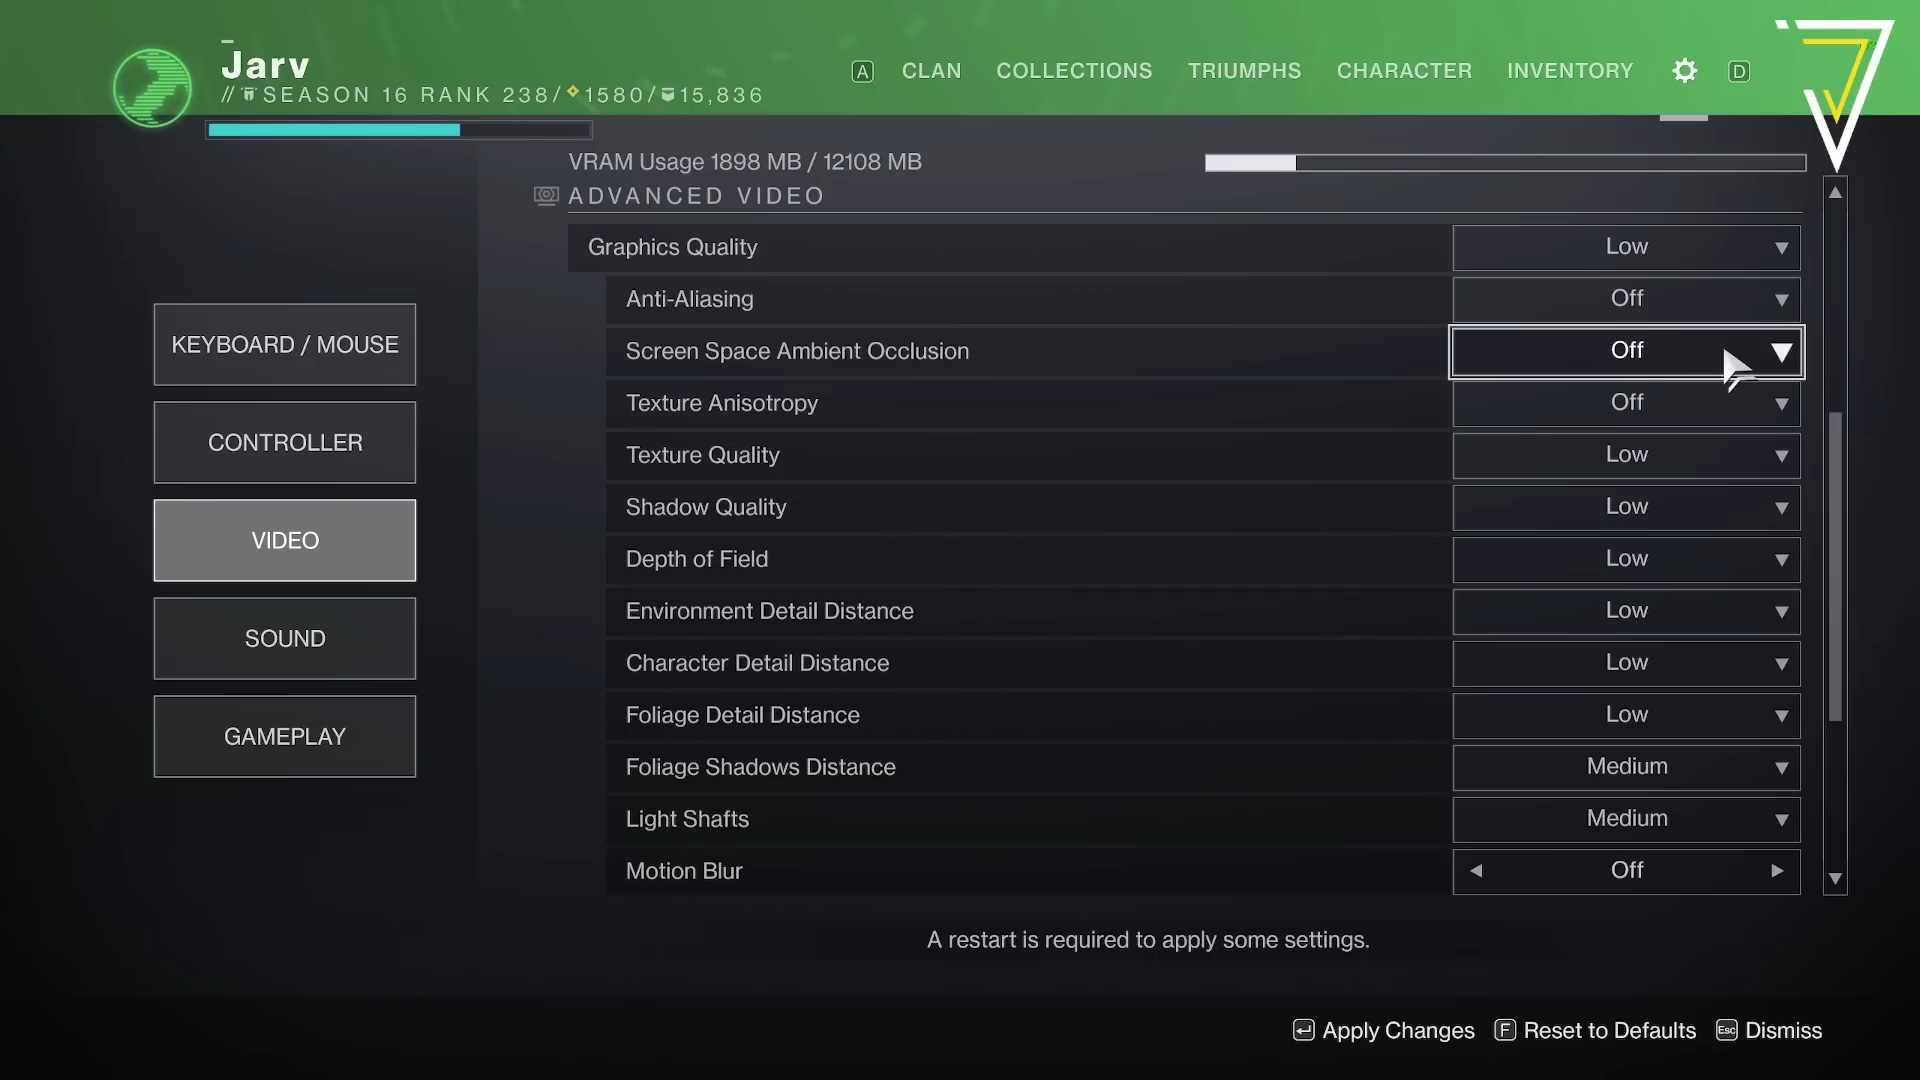 Jarv
// SEASON 16 RANK 238/1580/15,836
A CLAN COLLECTIONS TRIUMPHS CHARACTER INVENTORY D
VRAM Usage 1898 MB / 12108 MB
ADVANCED VIDEO
Graphics Quality Low
Anti-Aliasing Off
Screen Space Ambient Occlusion Off
Texture Anisotropy Off
Texture Quality Low
Shadow Quality Low
Depth of Field Low
Environment Detail Distance Low
Character Detail Distance Low
Foliage Detail Distance Low
Foliage Shadows Distance Medium
Light Shafts Medium
Motion Blur Off
KEYBOARD / MOUSE
CONTROLLER
VIDEO
SOUND
GAMEPLAY
A restart is required to apply some settings.
Apply Changes F Reset to Defaults Esc Dismiss